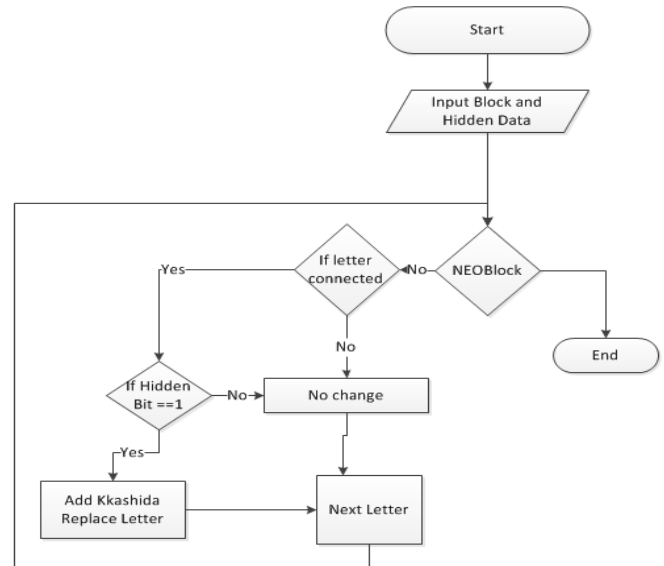 Start
Input Block and
Hidden Data
NEOBlock
No
If letter
connected
Yes
No
End
If Hidden
Bit ==1
No
No change
Yes
Add Kkashida
Replace Letter
Next Letter